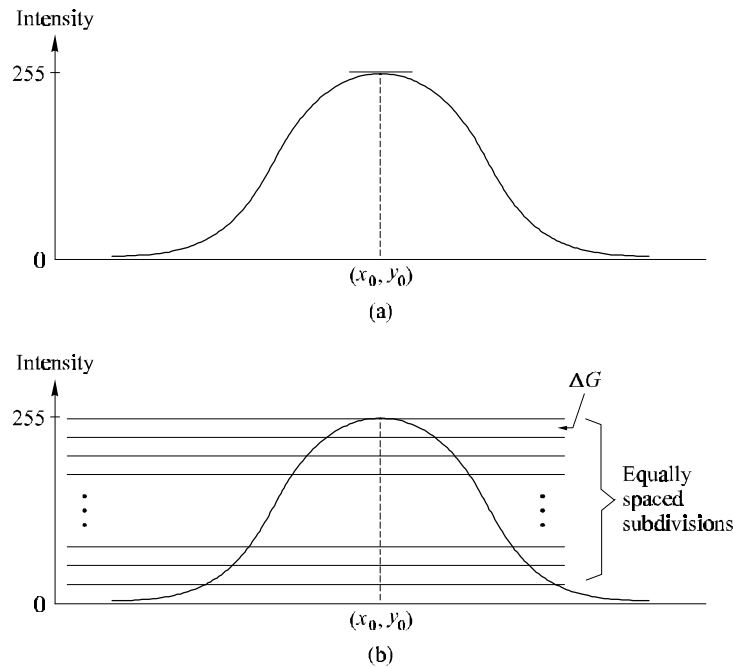 Intensity
255
0
(x₀, y₀)
(a)
Intensity
ΔG
255
Equally
spaced
subdivisions
0
(x₀, y₀)
(b)